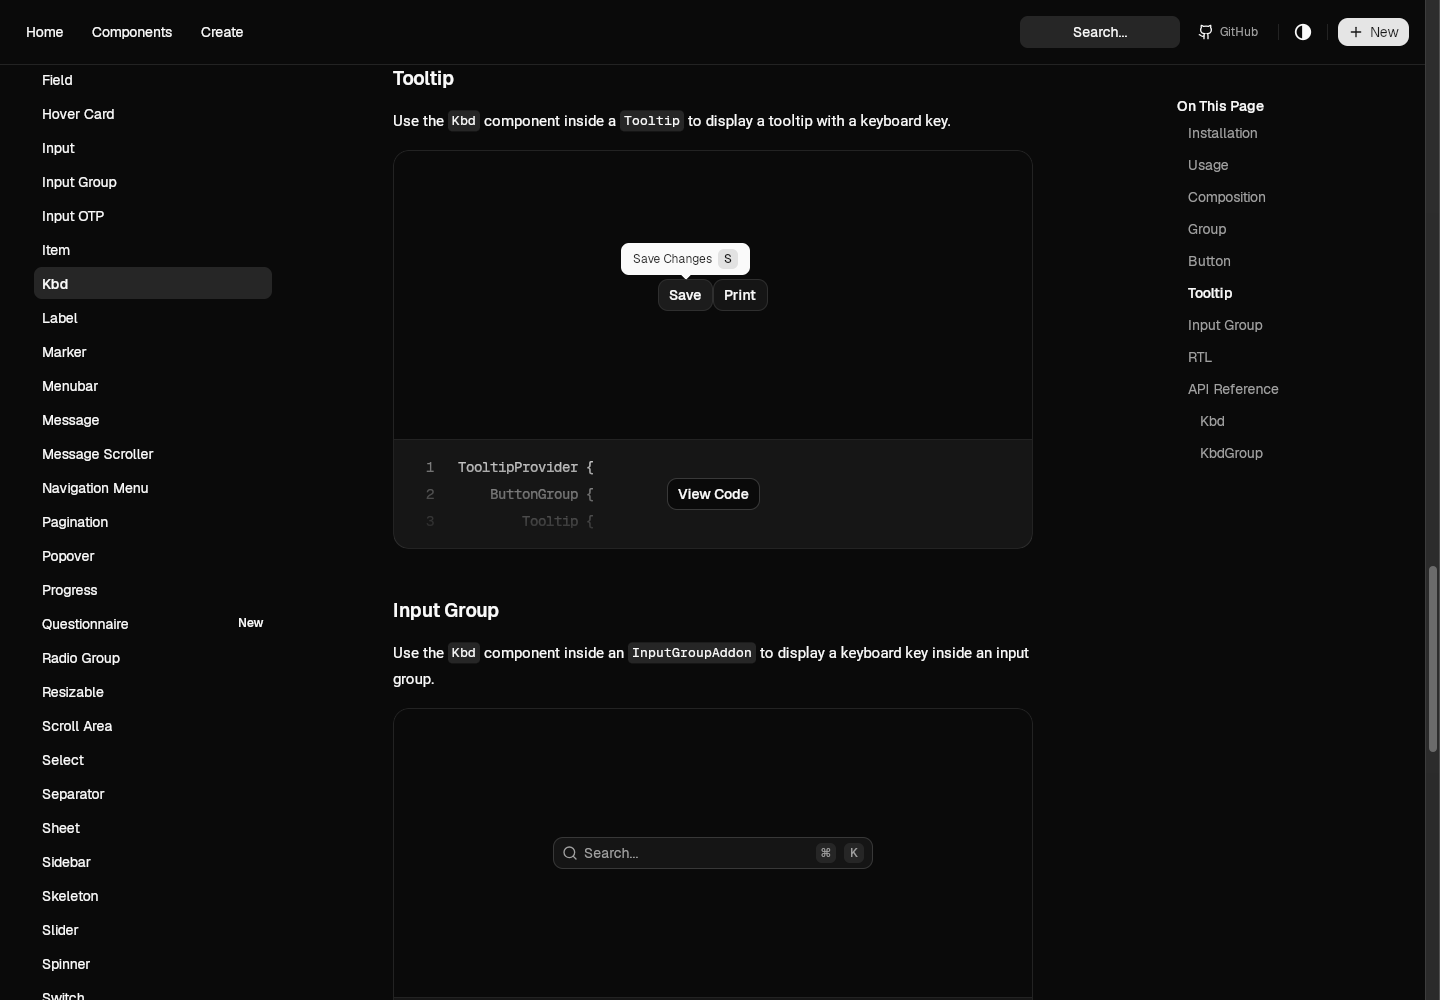 Home
Components
Create
Search...
GitHub
New
Field
Hover Card
Input
Input Group
Input OTP
Item
Kbd
Label
Marker
Menubar
Message
Message Scroller
Navigation Menu
Pagination
Popover
Progress
Questionnaire New
Radio Group
Resizable
Scroll Area
Select
Separator
Sheet
Sidebar
Skeleton
Slider
Spinner
Switch
Tooltip
Use the Kbd component inside a Tooltip to display a tooltip with a keyboard key.
Save Changes S
Save Print
1 TooltipProvider {
2 ButtonGroup {
3 Tooltip {
View Code
Input Group
Use the Kbd component inside an InputGroupAddon to display a keyboard key inside an input
group.
Search... ⌘ K
On This Page
Installation
Usage
Composition
Group
Button
Tooltip
Input Group
RTL
API Reference
Kbd
KbdGroup